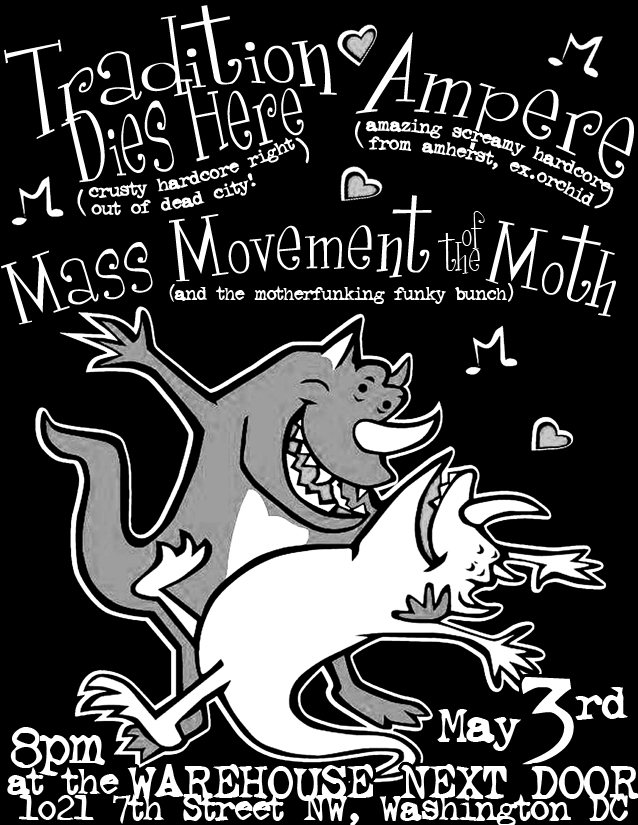 Tradition
Dies Here
(crusty hardcore right
out of dead city!)
Ampere
(amazing screamy hardcore
from amherst, ex.orchid)
Mass Movement of the Moth
(and the motherfunking funky bunch)
May 3rd
8pm
at the WAREHOUSE NEXT DOOR
1o21 7th Street NW, Washington DC